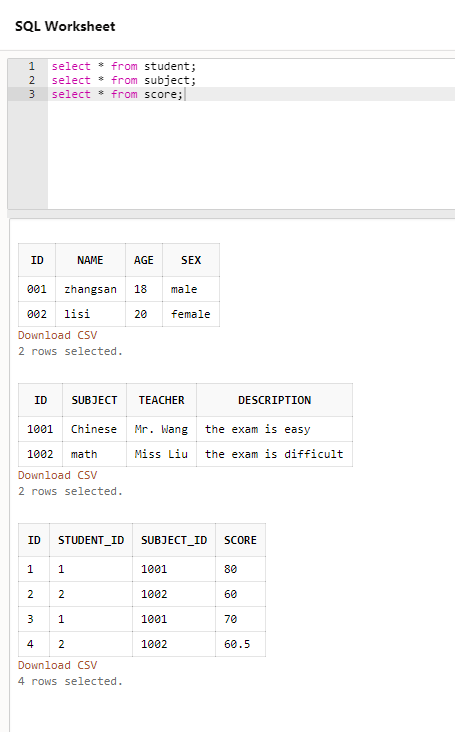 SQL Worksheet
1 select * from student;
2 select * from subject;
3 select * from score;
ID NAME AGE SEX
001 zhangsan 18 male
002 lisi 20 female
Download CSV
2 rows selected.
ID SUBJECT TEACHER DESCRIPTION
1001 Chinese Mr. Wang the exam is easy
1002 math Miss Liu the exam is difficult
Download CSV
2 rows selected.
ID STUDENT_ID SUBJECT_ID SCORE
1 1 1001 80
2 2 1002 60
3 1 1001 70
4 2 1002 60.5
Download CSV
4 rows selected.